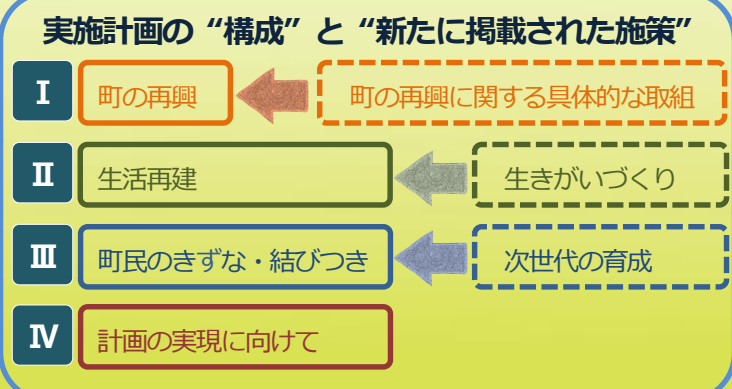 実施計画の“構成”と“新たに掲載された施策”
Ⅰ 町の再興 町の再興に関する具体的な取組
Ⅱ 生活再建 生きがいづくり
Ⅲ 町民のきずな・結びつき 次世代の育成
Ⅳ 計画の実現に向けて